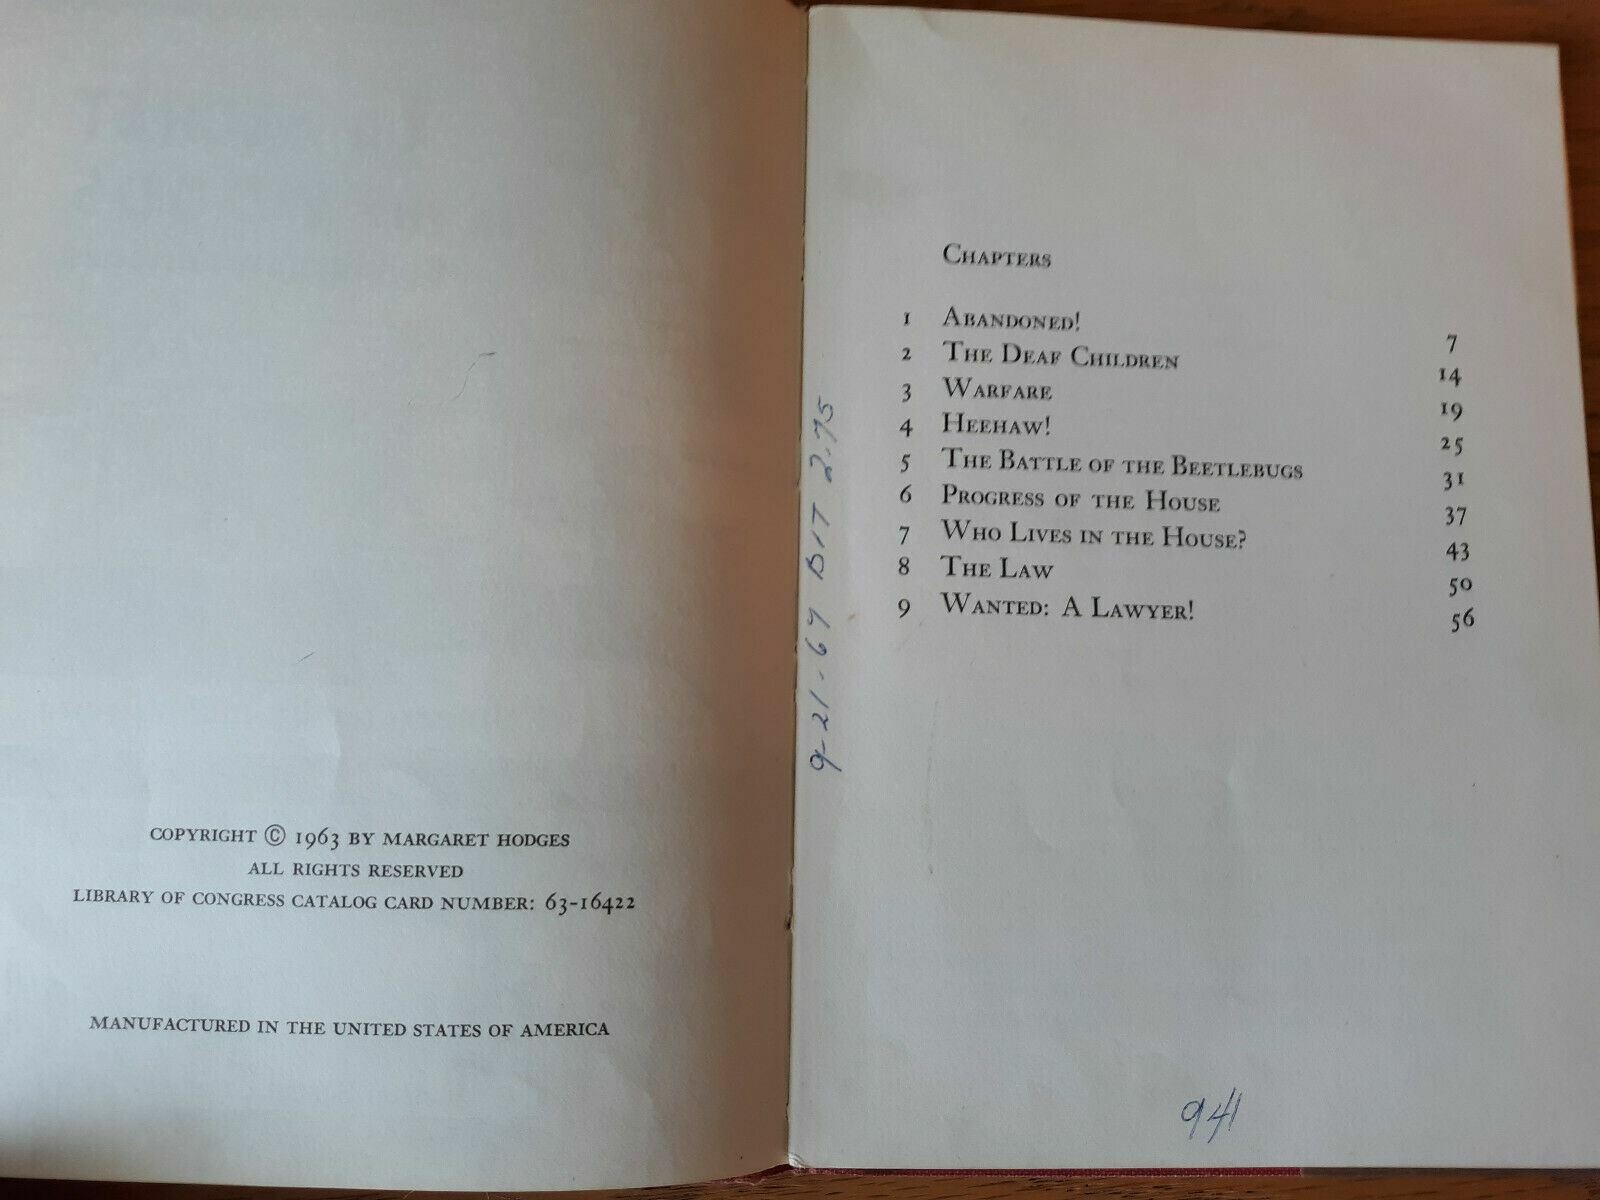 COPYRIGHT © 1963 BY MARGARET HODGES
ALL RIGHTS RESERVED
LIBRARY OF CONGRESS CATALOG CARD NUMBER: 63-16422
MANUFACTURED IN THE UNITED STATES OF AMERICA
9-21-64 BIT 2.75
CHAPTERS
1 ABANDONED! 7
2 THE DEAF CHILDREN 14
3 WARFARE 19
4 HEEHAW! 25
5 THE BATTLE OF THE BEETLEBUGS 31
6 PROGRESS OF THE HOUSE 37
7 WHO LIVES IN THE HOUSE? 43
8 THE LAW 50
9 WANTED: A LAWYER! 56
941